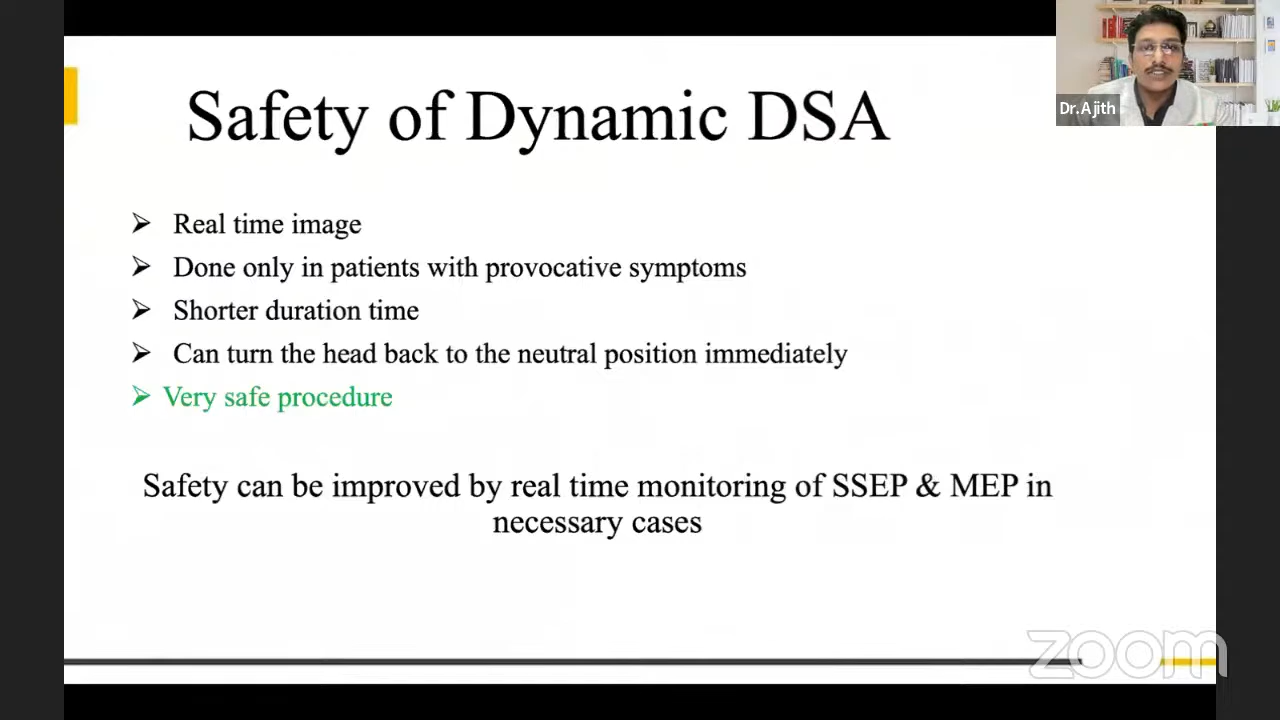 Safety of Dynamic DSA
Dr.Ajith
➢ Real time image
➢ Done only in patients with provocative symptoms
➢ Shorter duration time
➢ Can turn the head back to the neutral position immediately
➢ Very safe procedure
Safety can be improved by real time monitoring of SSEP & MEP in
necessary cases
zoom